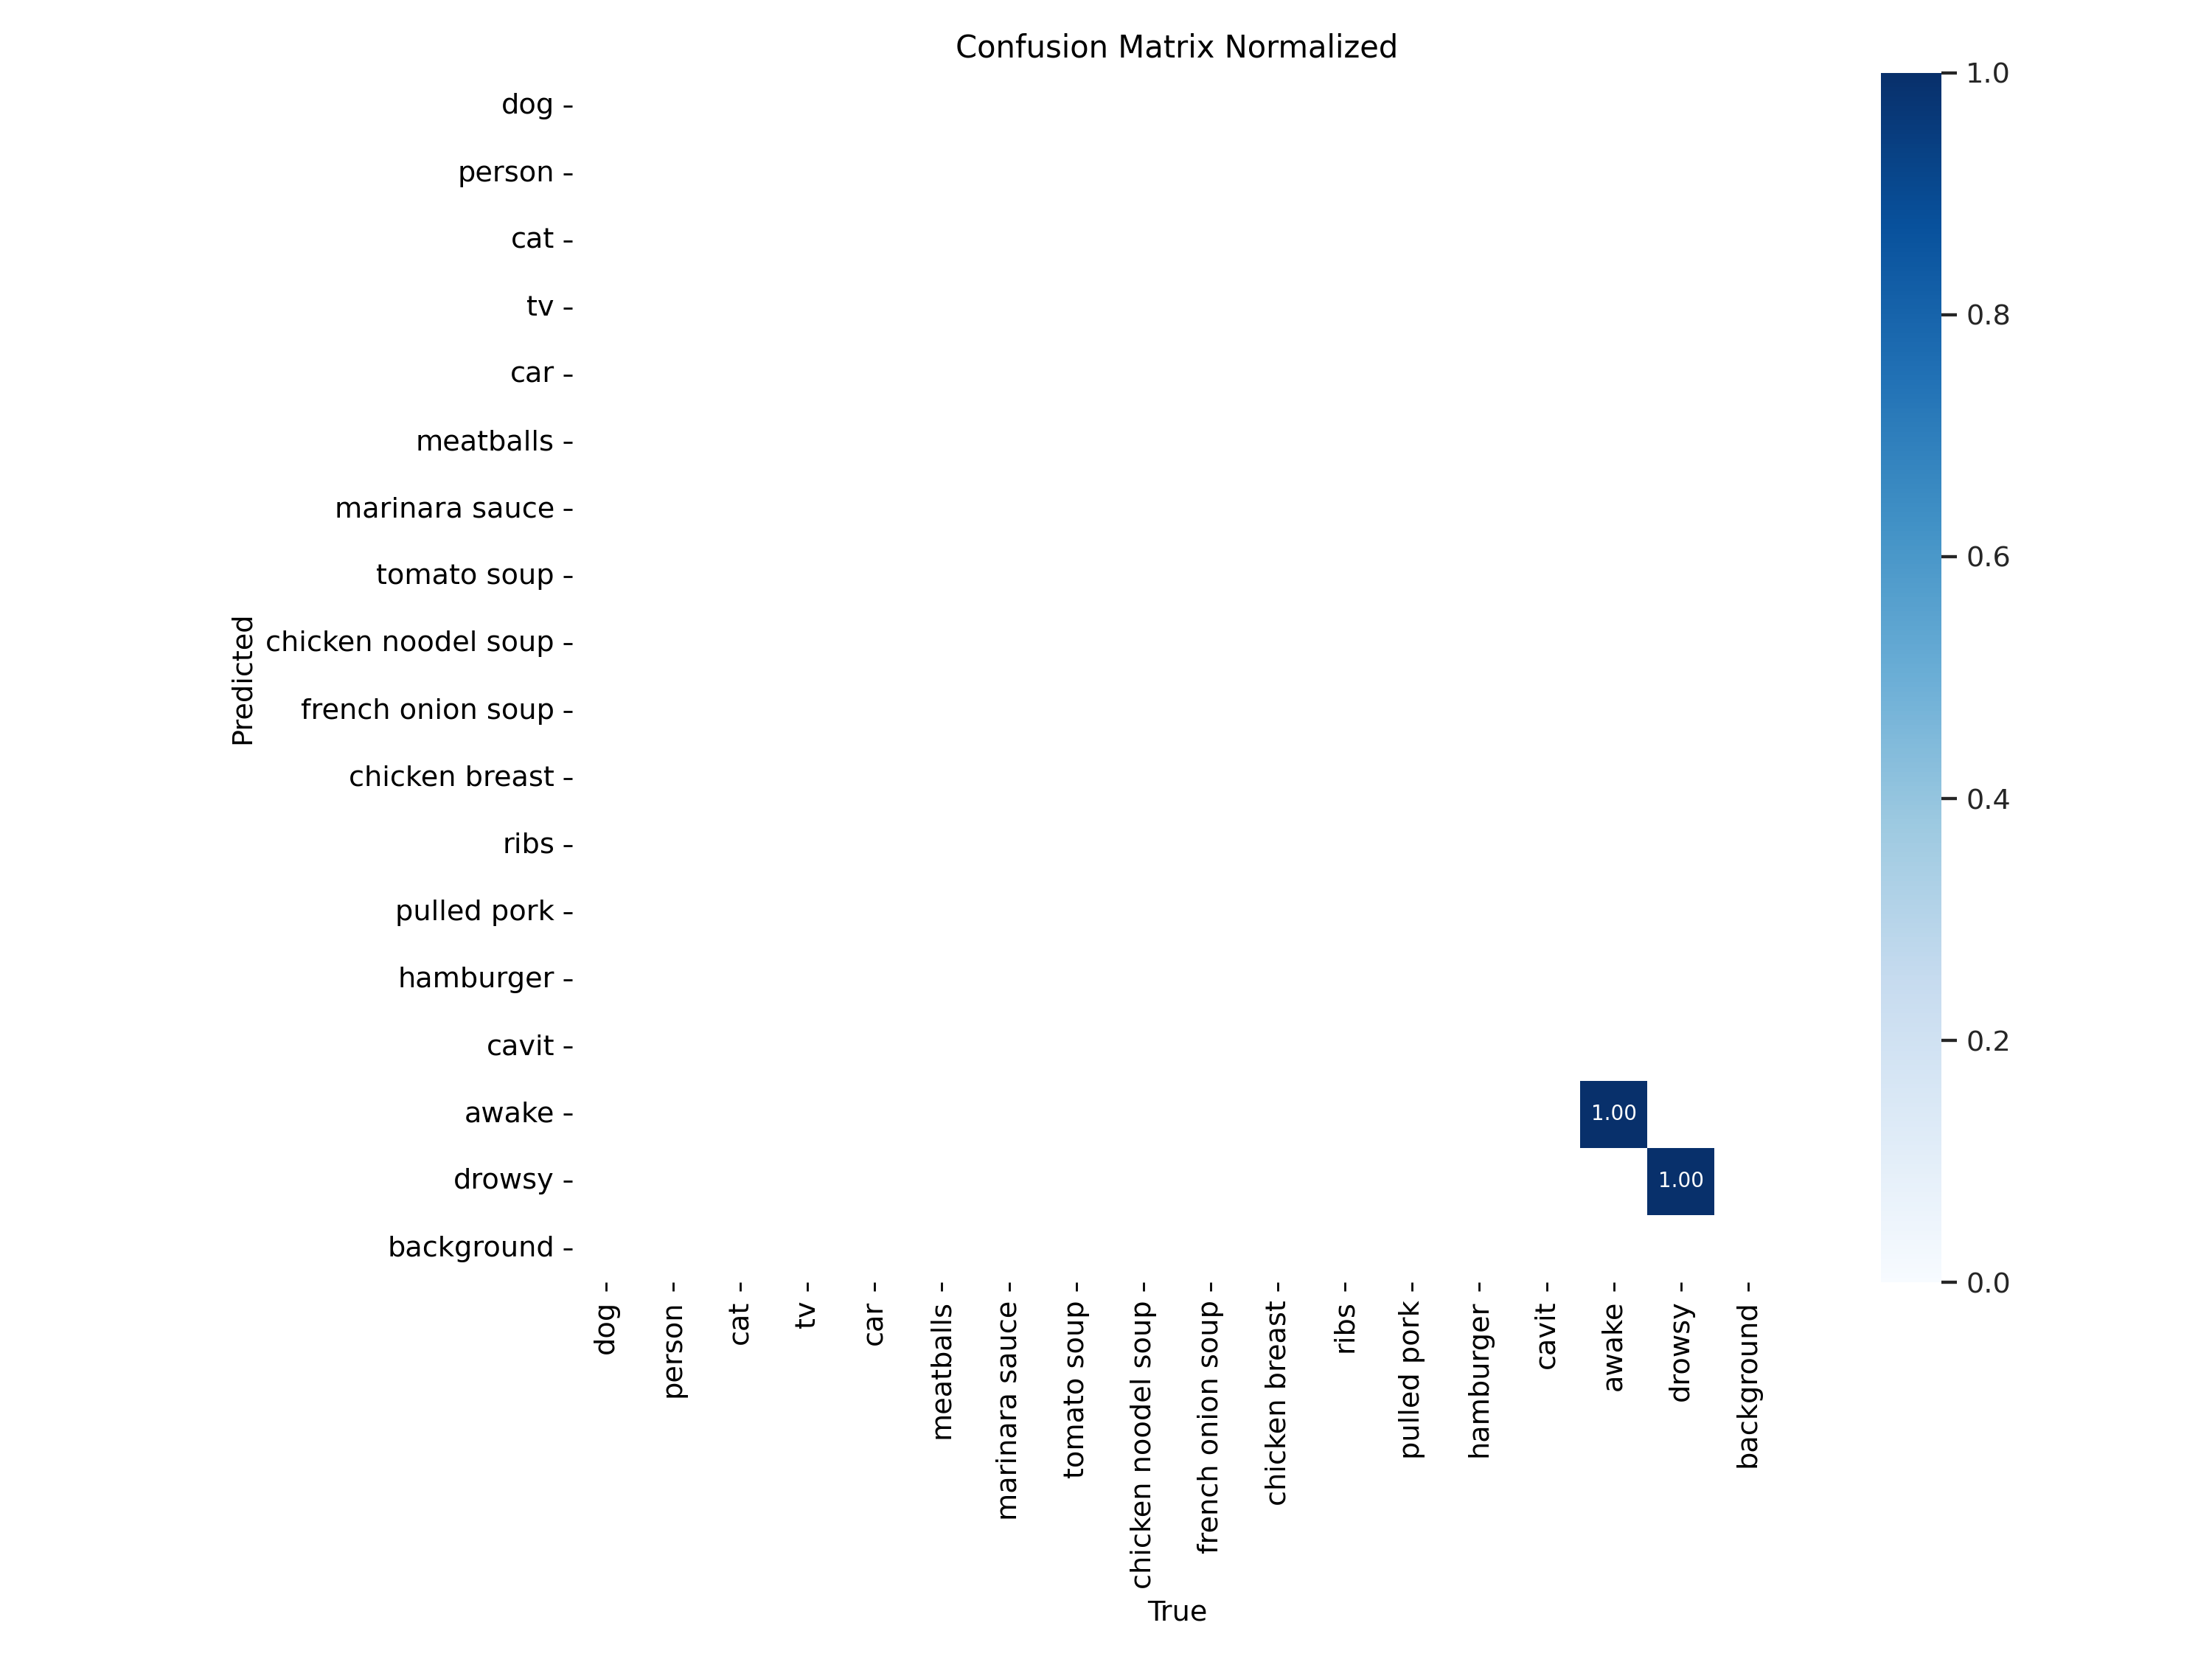 Confusion Matrix Normalized
dog
person
cat
tv
car
meatballs
marinara sauce
tomato soup
chicken noodel soup
french onion soup
chicken breast
ribs
pulled pork
hamburger
cavit
awake
drowsy
background
Predicted
1.00
1.00
dog
person
cat
tv
car
meatballs
marinara sauce
tomato soup
chicken noodel soup
french onion soup
chicken breast
ribs
pulled pork
hamburger
cavit
awake
drowsy
background
True
1.0
0.8
0.6
0.4
0.2
0.0